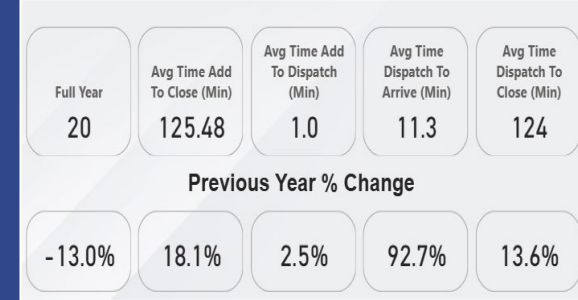 Full Year
20
Avg Time Add
To Close (Min)
125.48
Avg Time Add
To Dispatch
(Min)
1.0
Avg Time
Dispatch To
Arrive (Min)
11.3
Avg Time
Dispatch To
Close (Min)
124
Previous Year % Change
-13.0%
18.1%
2.5%
92.7%
13.6%